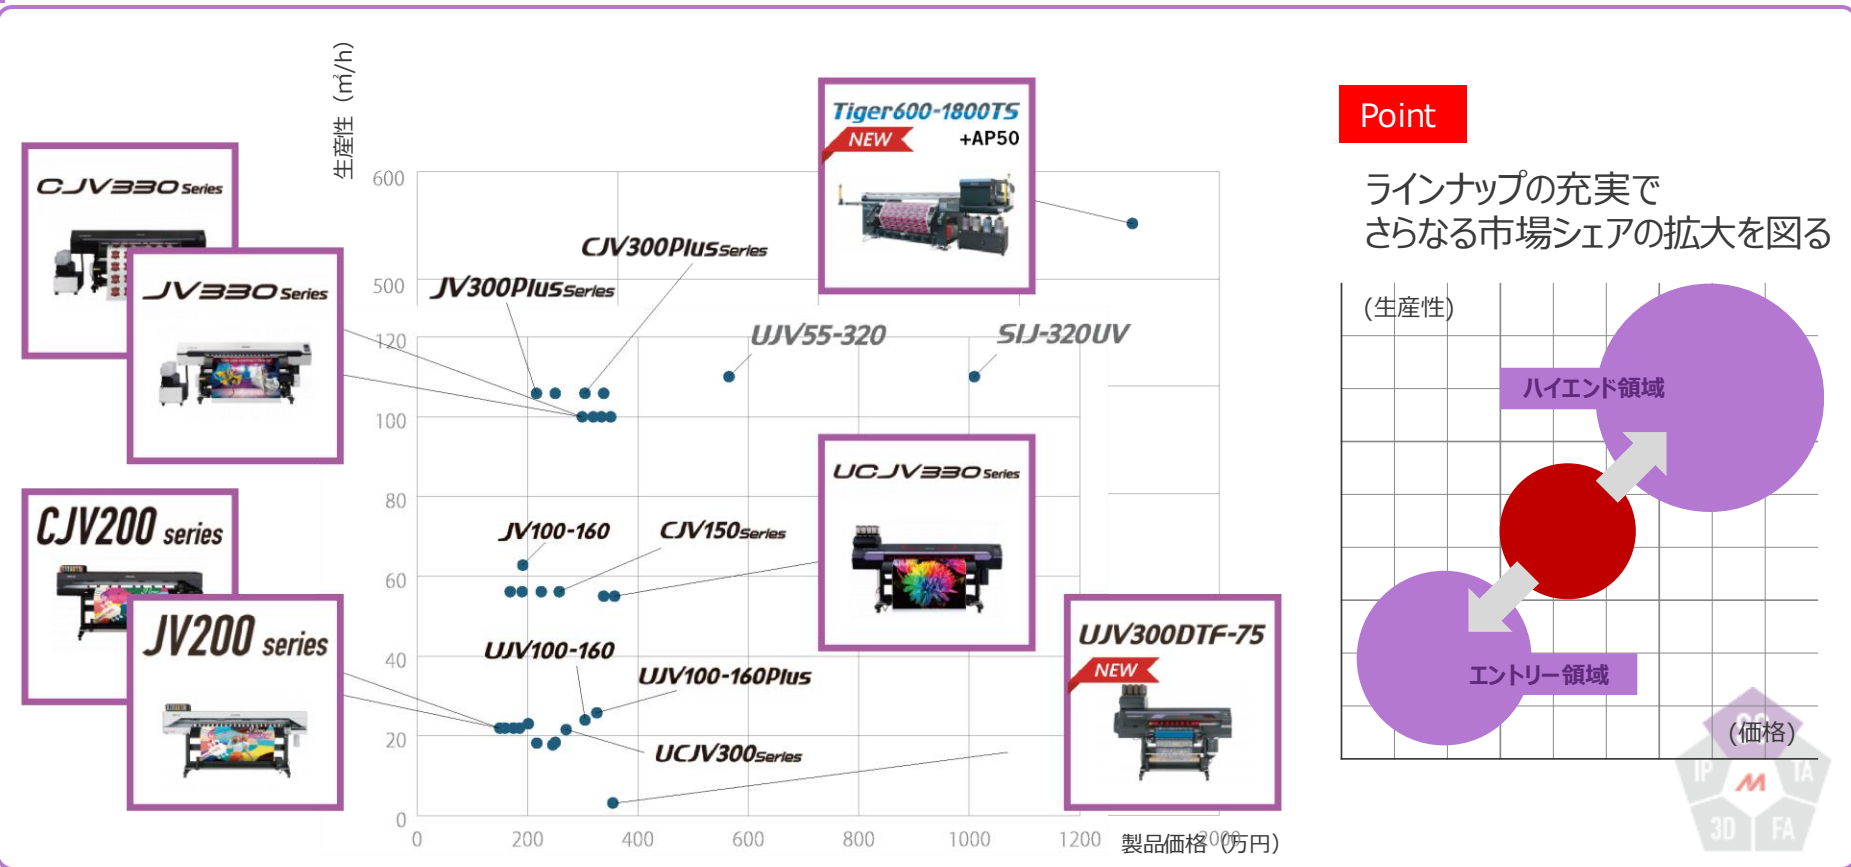 生産性（㎡/h）
600
500
120
100
80
60
40
20
0
0
200
400
600
800
1000
1200
2000
製品価格（万円）
CJV330 Series
JV330 Series
CJV200 series
JV200 series
JV300Plus Series
CJV300Plus Series
Tiger600-1800TS
NEW
+AP50
UJV55-320
SIJ-320UV
JV100-160
CJV150 Series
UCJV330 Series
UJV100-160
UJV100-160Plus
UCJV300 Series
UJV300DTF-75
NEW
Point
ラインナップの充実で
さらなる市場シェアの拡大を図る
(生産性)
ハイエンド領域
エントリー領域
(価格)
IP
TA
3D
FA